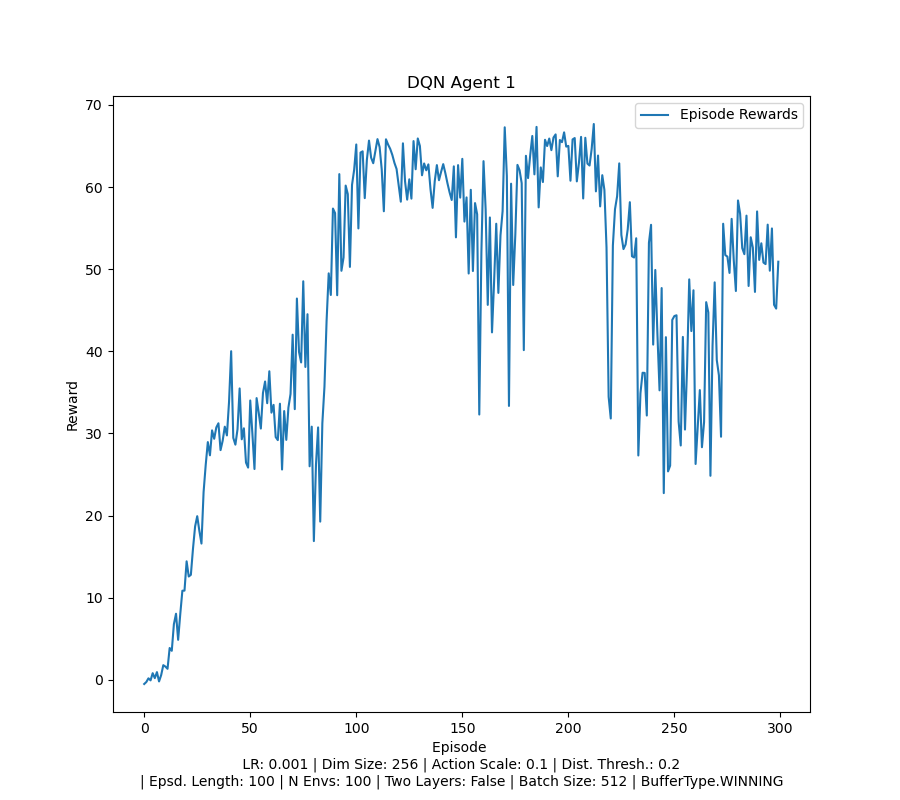 DQN Agent 1
70
60
50
40
30
20
10
0
Reward
Episode Rewards
0 50 100 150 200 250 300
Episode
LR: 0.001 | Dim Size: 256 | Action Scale: 0.1 | Dist. Thresh.: 0.2
| Epsd. Length: 100 | N Envs: 100 | Two Layers: False | Batch Size: 512 | BufferType.WINNING